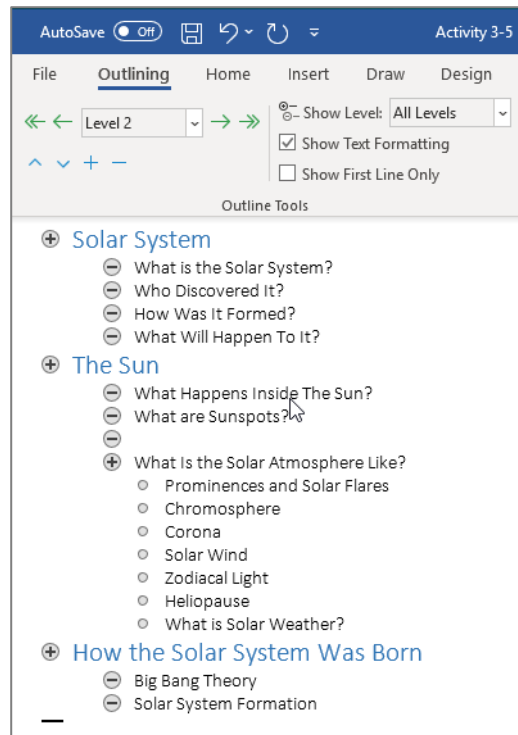 AutoSave Off Activity 3-5
File Outlining Home Insert Draw Design
Level 2 Show Level: All Levels
Show Text Formatting
Show First Line Only
Outline Tools
Solar System
What is the Solar System?
Who Discovered It?
How Was It Formed?
What Will Happen To It?
The Sun
What Happens Inside The Sun?
What are Sunspots?
What Is the Solar Atmosphere Like?
Prominences and Solar Flares
Chromosphere
Corona
Solar Wind
Zodiacal Light
Heliopause
What is Solar Weather?
How the Solar System Was Born
Big Bang Theory
Solar System Formation